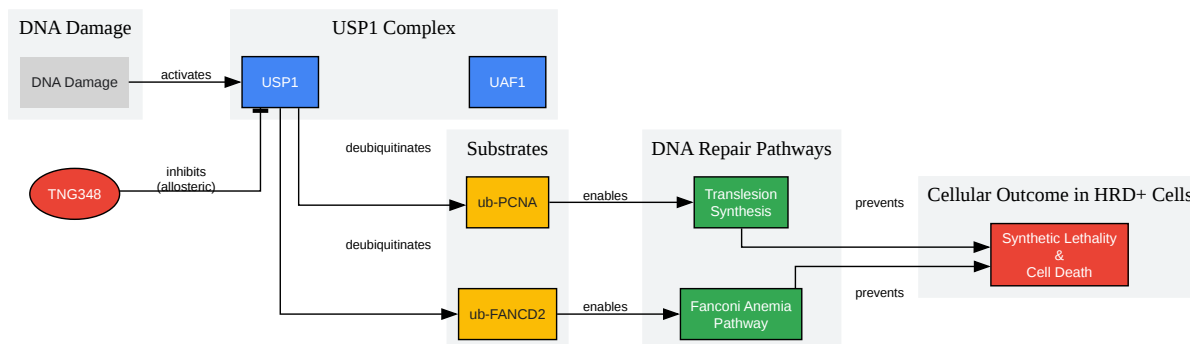 DNA Damage
USP1 Complex
DNA Damage
activates
USP1
UAF1
TNG348
inhibits
(allosteric)
deubiquitinates
deubiquitinates
Substrates
ub-PCNA
ub-FANCD2
enables
enables
DNA Repair Pathways
Translesion
Synthesis
Fanconi Anemia
Pathway
prevents
prevents
Cellular Outcome in HRD+ Cells
Synthetic Lethality
&
Cell Death